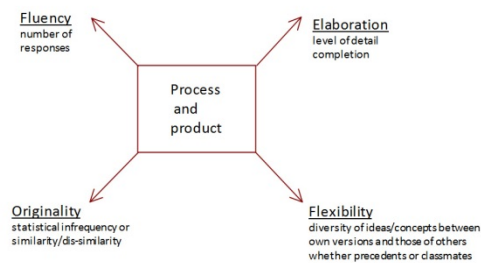 Fluency
number of
responses
Elaboration
level of detail
completion
Process
and
product
Originality
statistical infrequency or
similarity/dis-similarity
Flexibility
diversity of ideas/concepts between
own versions and those of others
whether precedents or classmates